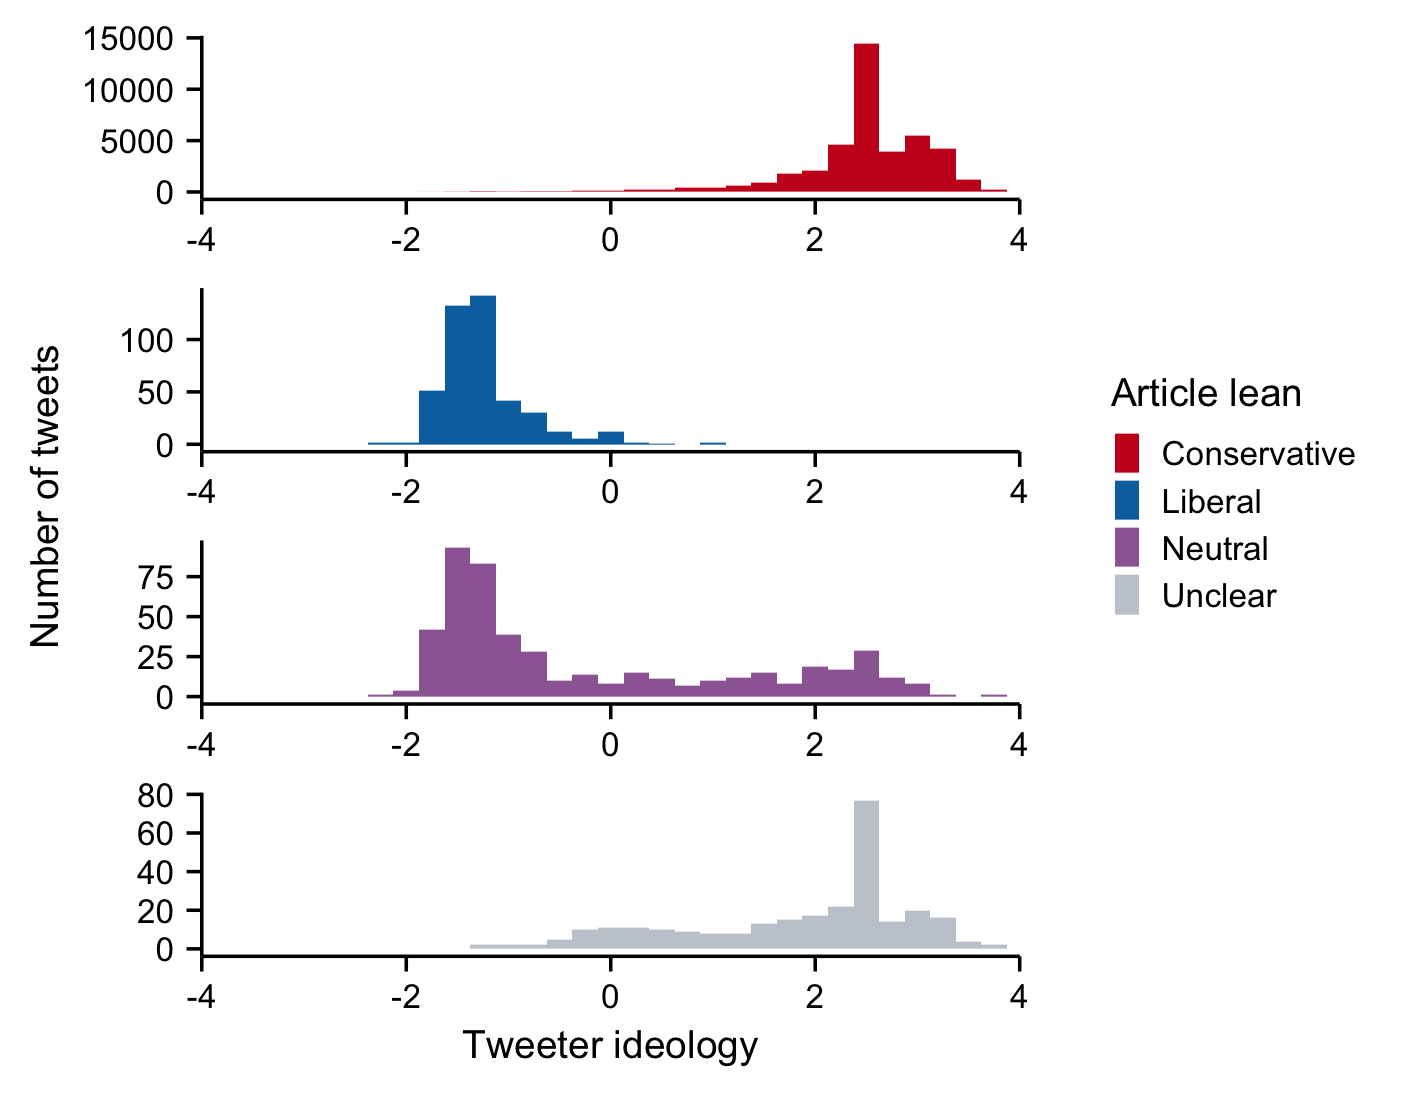 15000
10000
5000
0
-4 -2 0 2 4
100
50
0
-4 -2 0 2 4
75
50
25
0
-4 -2 0 2 4
80
60
40
20
0
-4 -2 0 2 4
Tweeter ideology
Number of tweets
Article lean
Conservative
Liberal
Neutral
Unclear